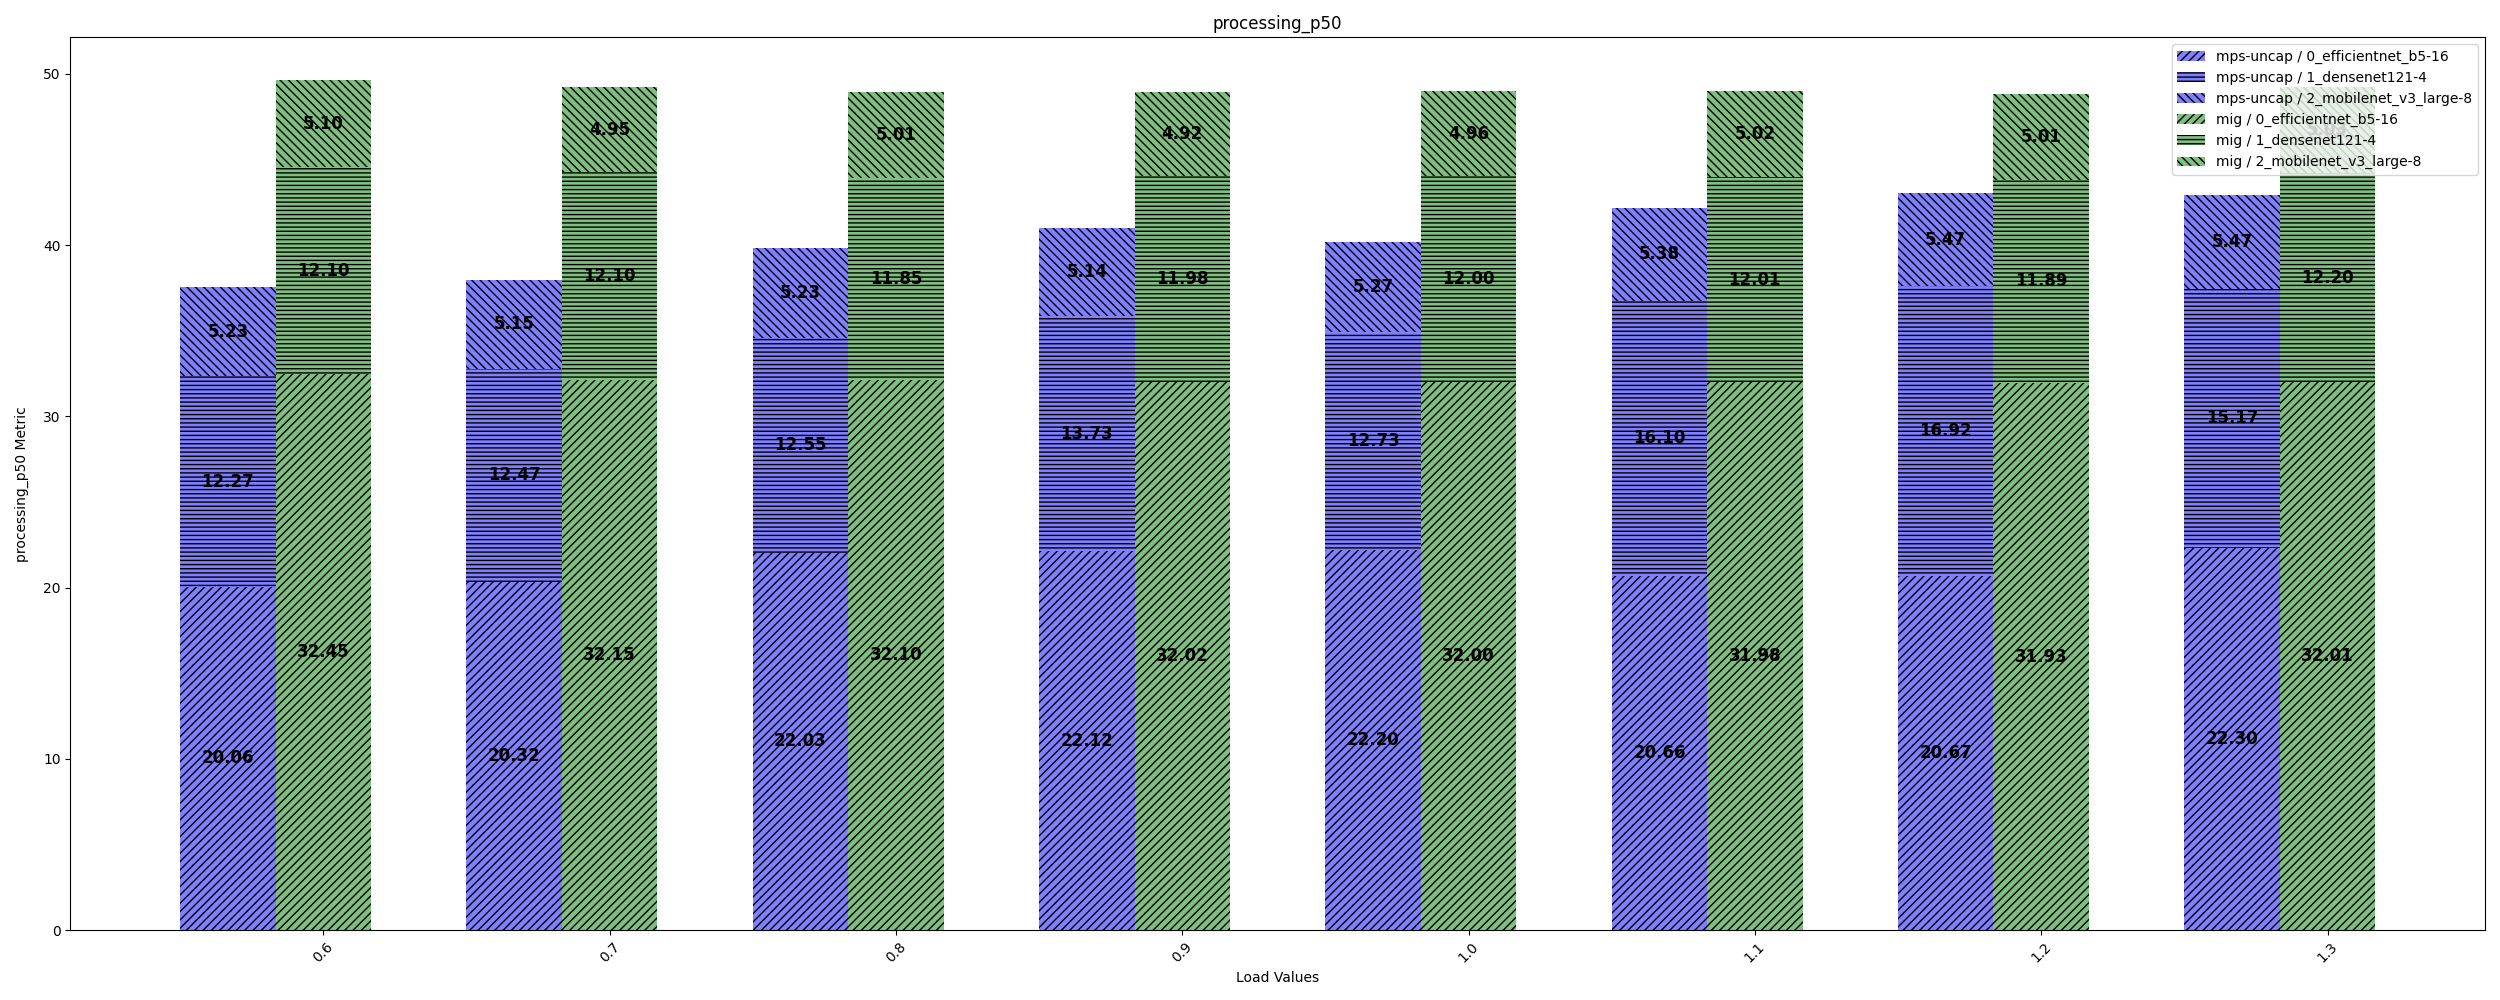 processing_p50
processing_p50 Metric
50
40
30
20
10
0
mps-uncap / 0_efficientnet_b5-16
mps-uncap / 1_densenet121-4
mps-uncap / 2_mobilenet_v3_large-8
mig / 0_efficientnet_b5-16
mig / 1_densenet121-4
mig / 2_mobilenet_v3_large-8
5.10 4.95 5.01 4.92 4.96 5.02 5.01
5.23 5.15 5.23 5.14 5.27 5.38 5.47 5.47
12.10 12.10 11.85 11.98 12.00 12.01 11.89 12.20
12.27 12.47 12.55 13.73 12.73 16.10 16.92 15.17
32.45 32.15 32.10 32.02 32.00 31.98 31.93 32.01
20.06 20.32 22.03 22.12 22.20 20.66 20.67 22.30
0.6 0.7 0.8 0.9 1.0 1.1 1.2 1.3
Load Values